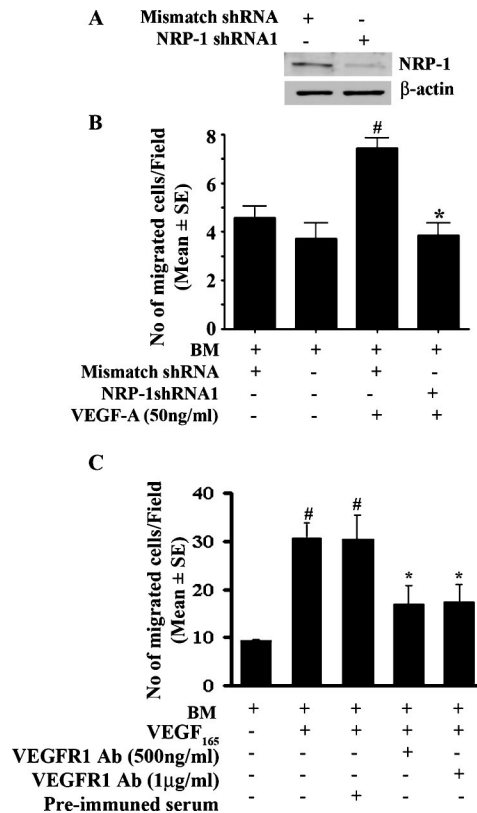 A
Mismatch shRNA + -
NRP-1 shRNA1 - +
NRP-1
β-actin
B
No of migrated cells/Field
(Mean ± SE)
8
6
4
2
0
#
*
BM + + + +
Mismatch shRNA + - + -
NRP-1shRNA1 - - - +
VEGF-A (50ng/ml) - - + +
C
No of migrated cells/Field
(Mean ± SE)
40
30
20
10
0
# # * *
BM + + + + +
VEGF165 - + + + +
VEGFR1 Ab (500ng/ml) - - - + -
VEGFR1 Ab (1µg/ml) - - - - +
Pre-immuned serum - - + - -